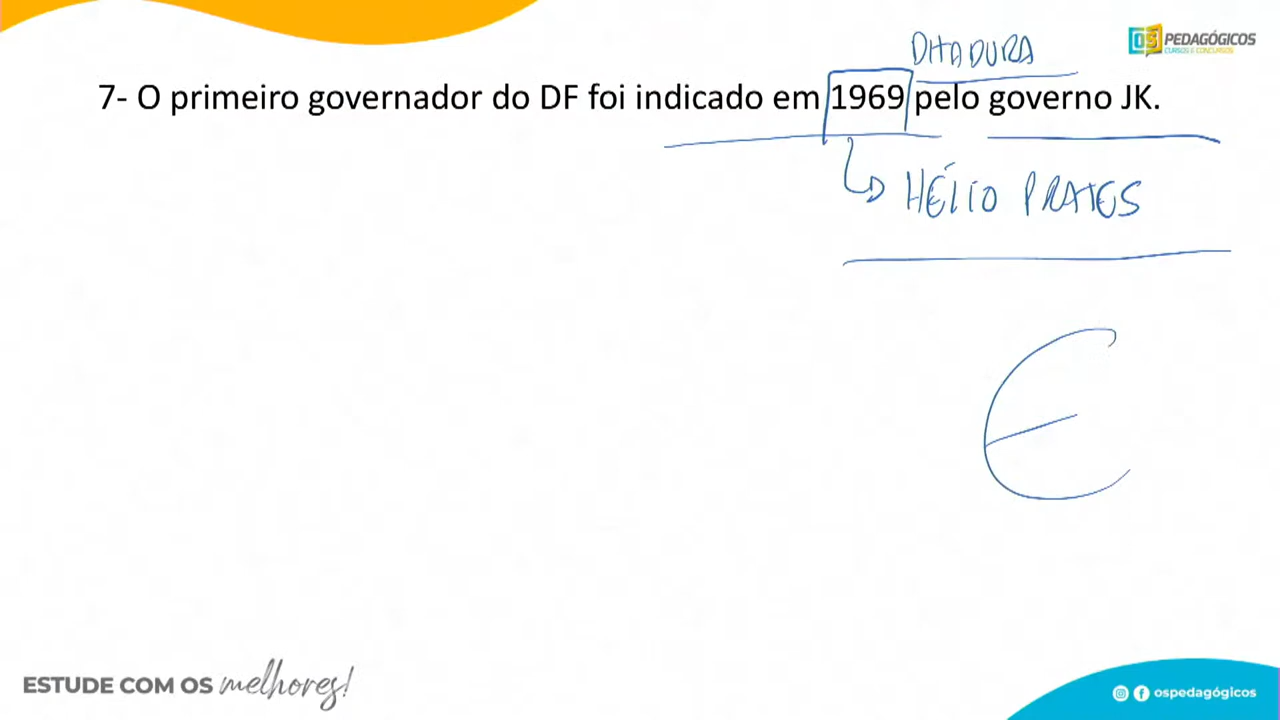 DITADURA
OS PEDAGÓGICOS
CURSOS E CONCURSOS
7- O primeiro governador do DF foi indicado em 1969 pelo governo JK.
HÉLIO PRATES
E
ESTUDE COM OS melhores!
ospedagógicos